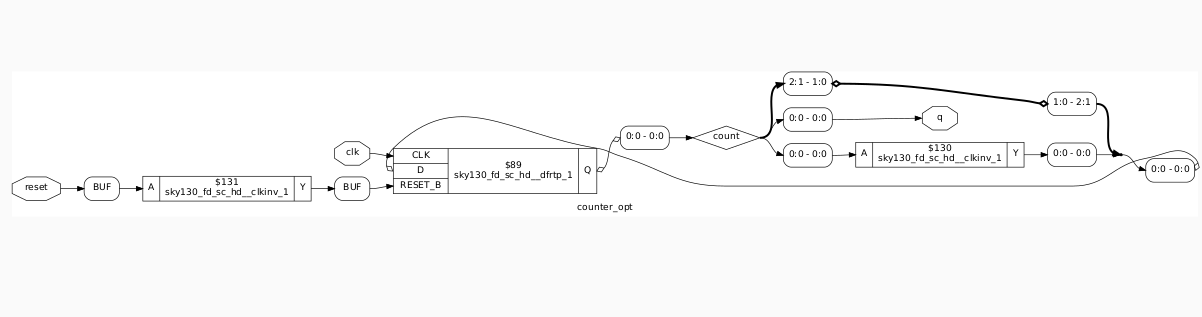 reset
BUF
A
$131
sky130_fd_sc_hd__clkinv_1
Y
BUF
clk
CLK
D
RESET_B
$89
sky130_fd_sc_hd__dfrtp_1
Q
0:0 - 0:0
count
2:1 - 1:0
0:0 - 0:0
0:0 - 0:0
q
A
$130
sky130_fd_sc_hd__clkinv_1
Y
1:0 - 2:1
0:0 - 0:0
0:0 - 0:0
counter_opt